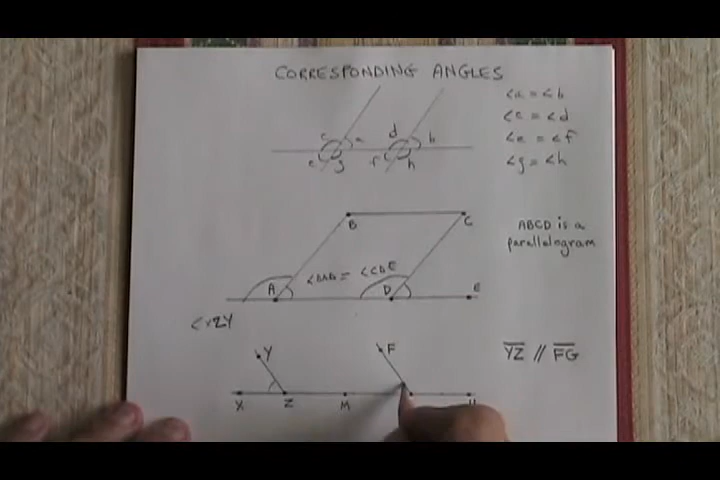 CORRESPONDING ANGLES
<a = <b
<c = <d
<e = <f
<g = <h
c a d b
e g f h
B C
ABCD is a
parallelogram
<BAD = <CDE
A D E
<XZY
Y F
YZ // FG
X Z M H